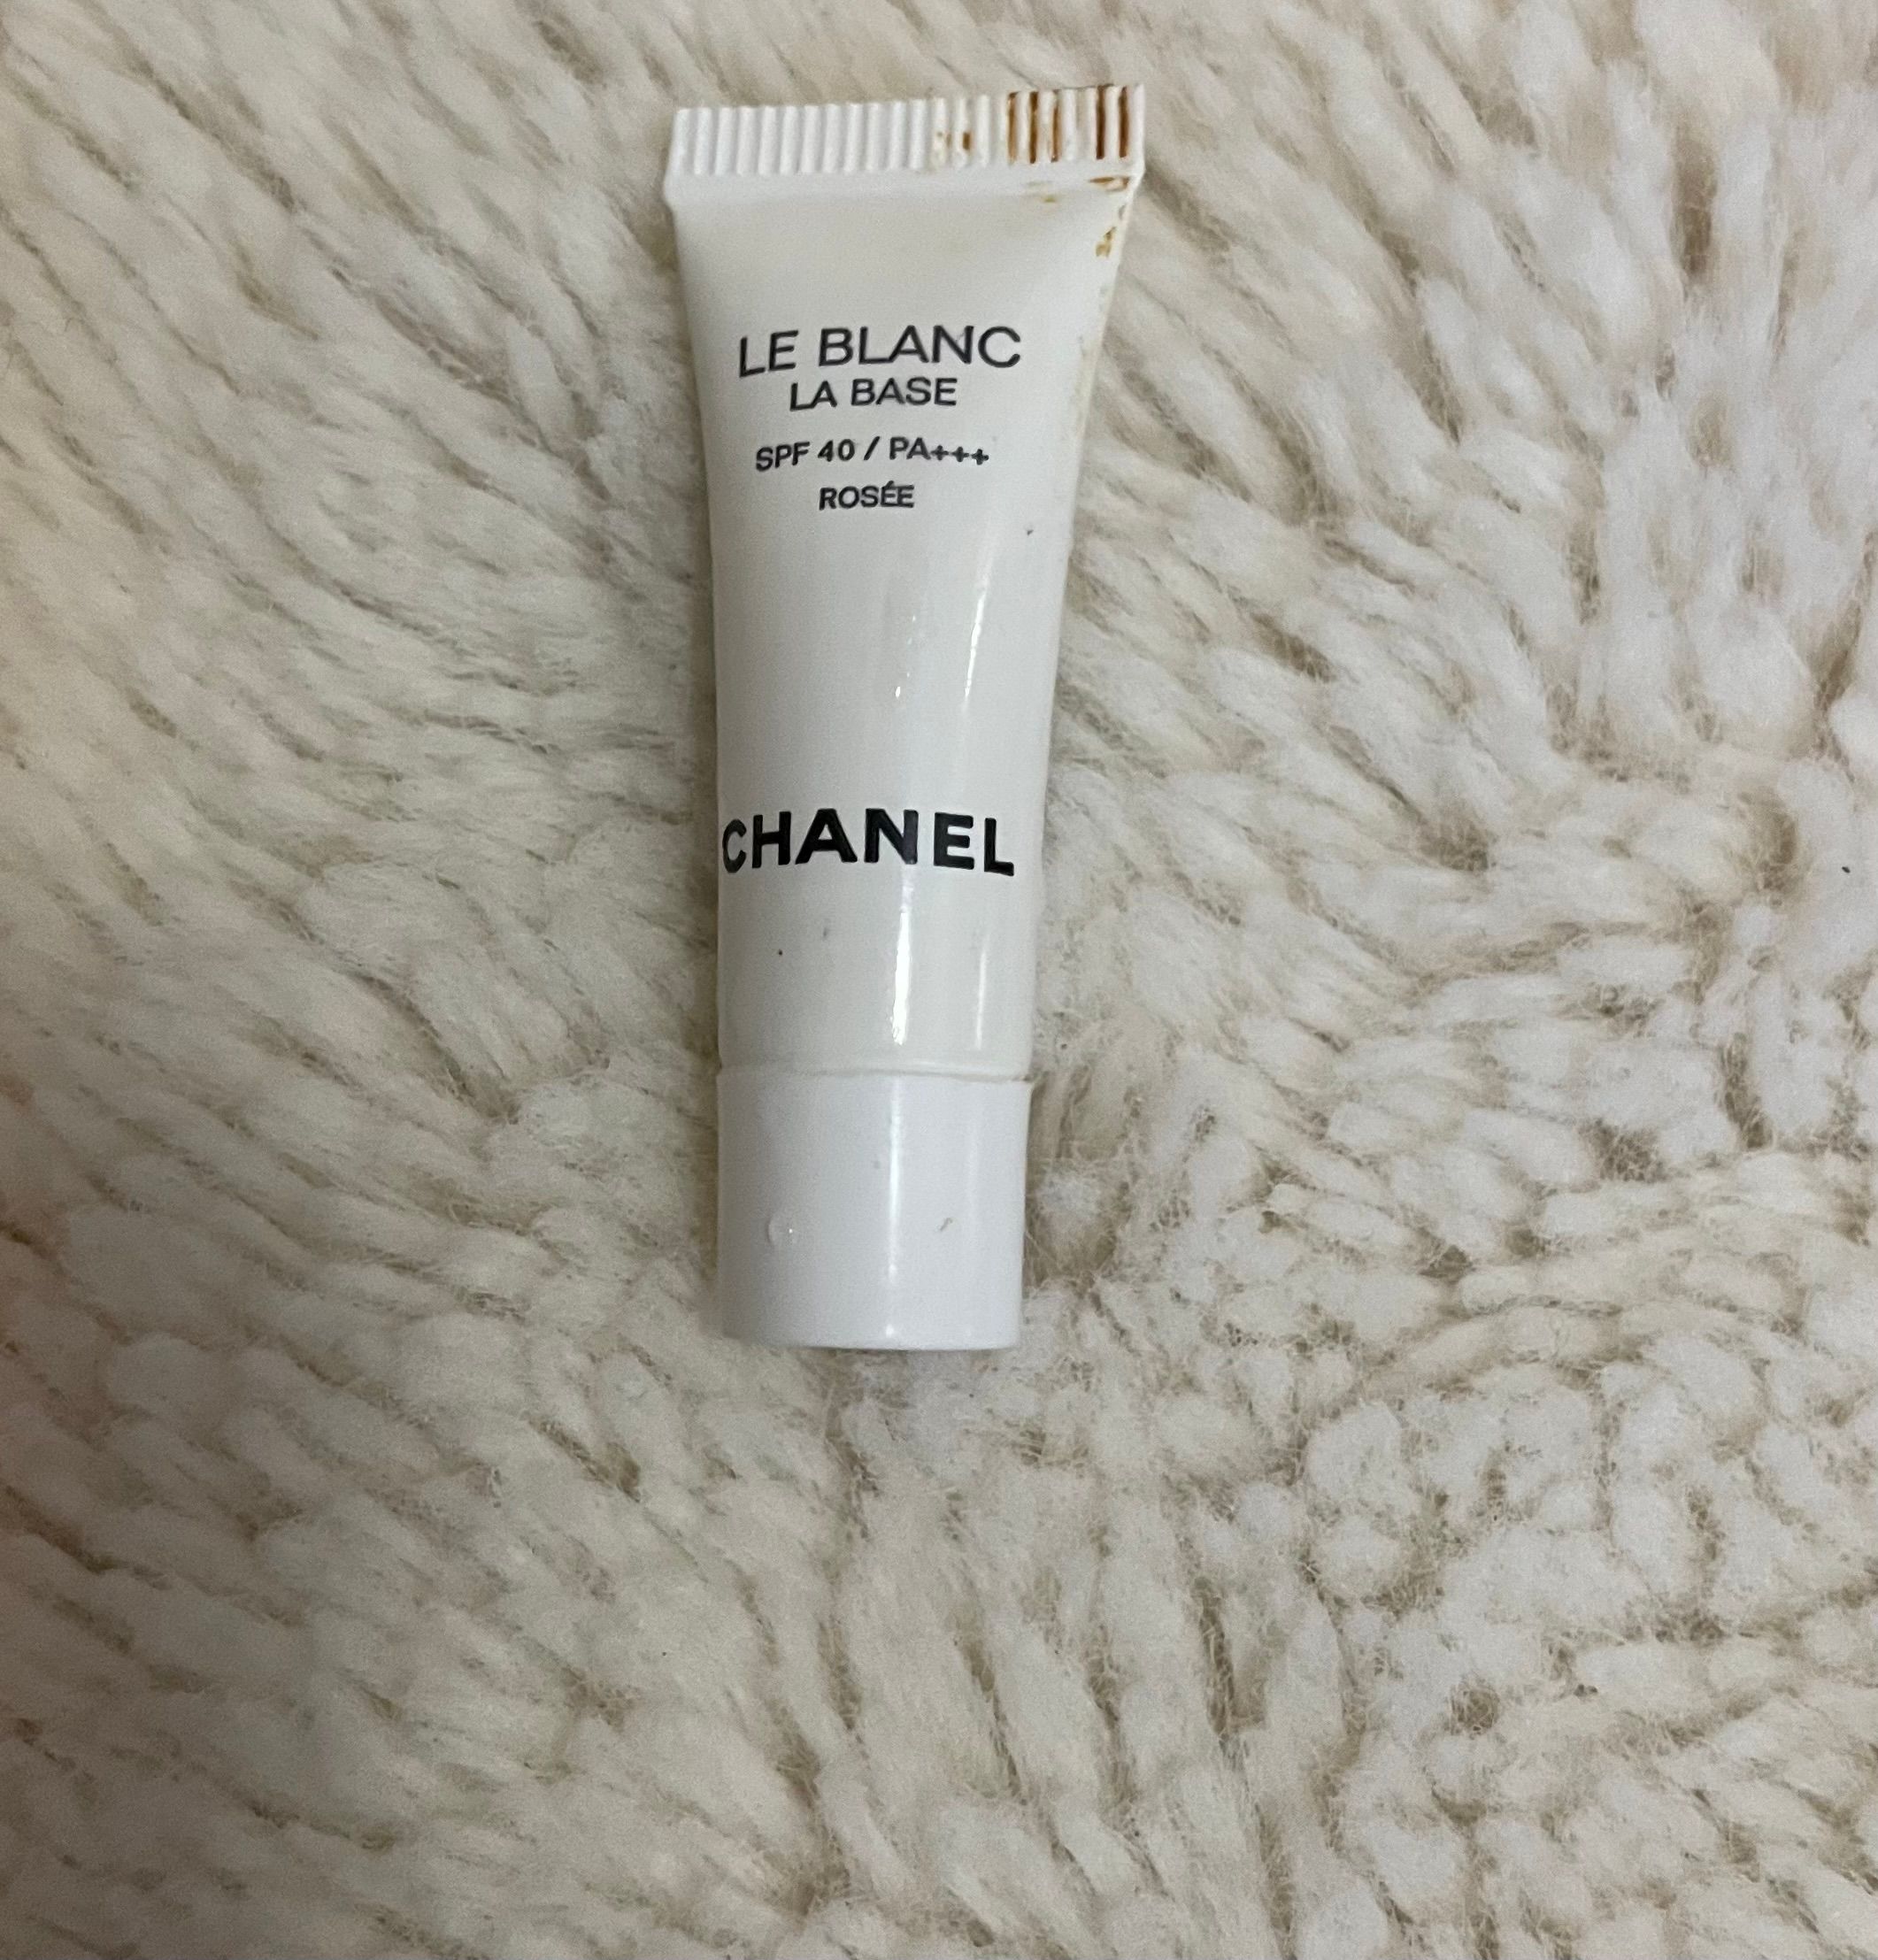 LE BLANC
LA BASE
SPF 40 / PA+++
ROSÉE
CHANEL